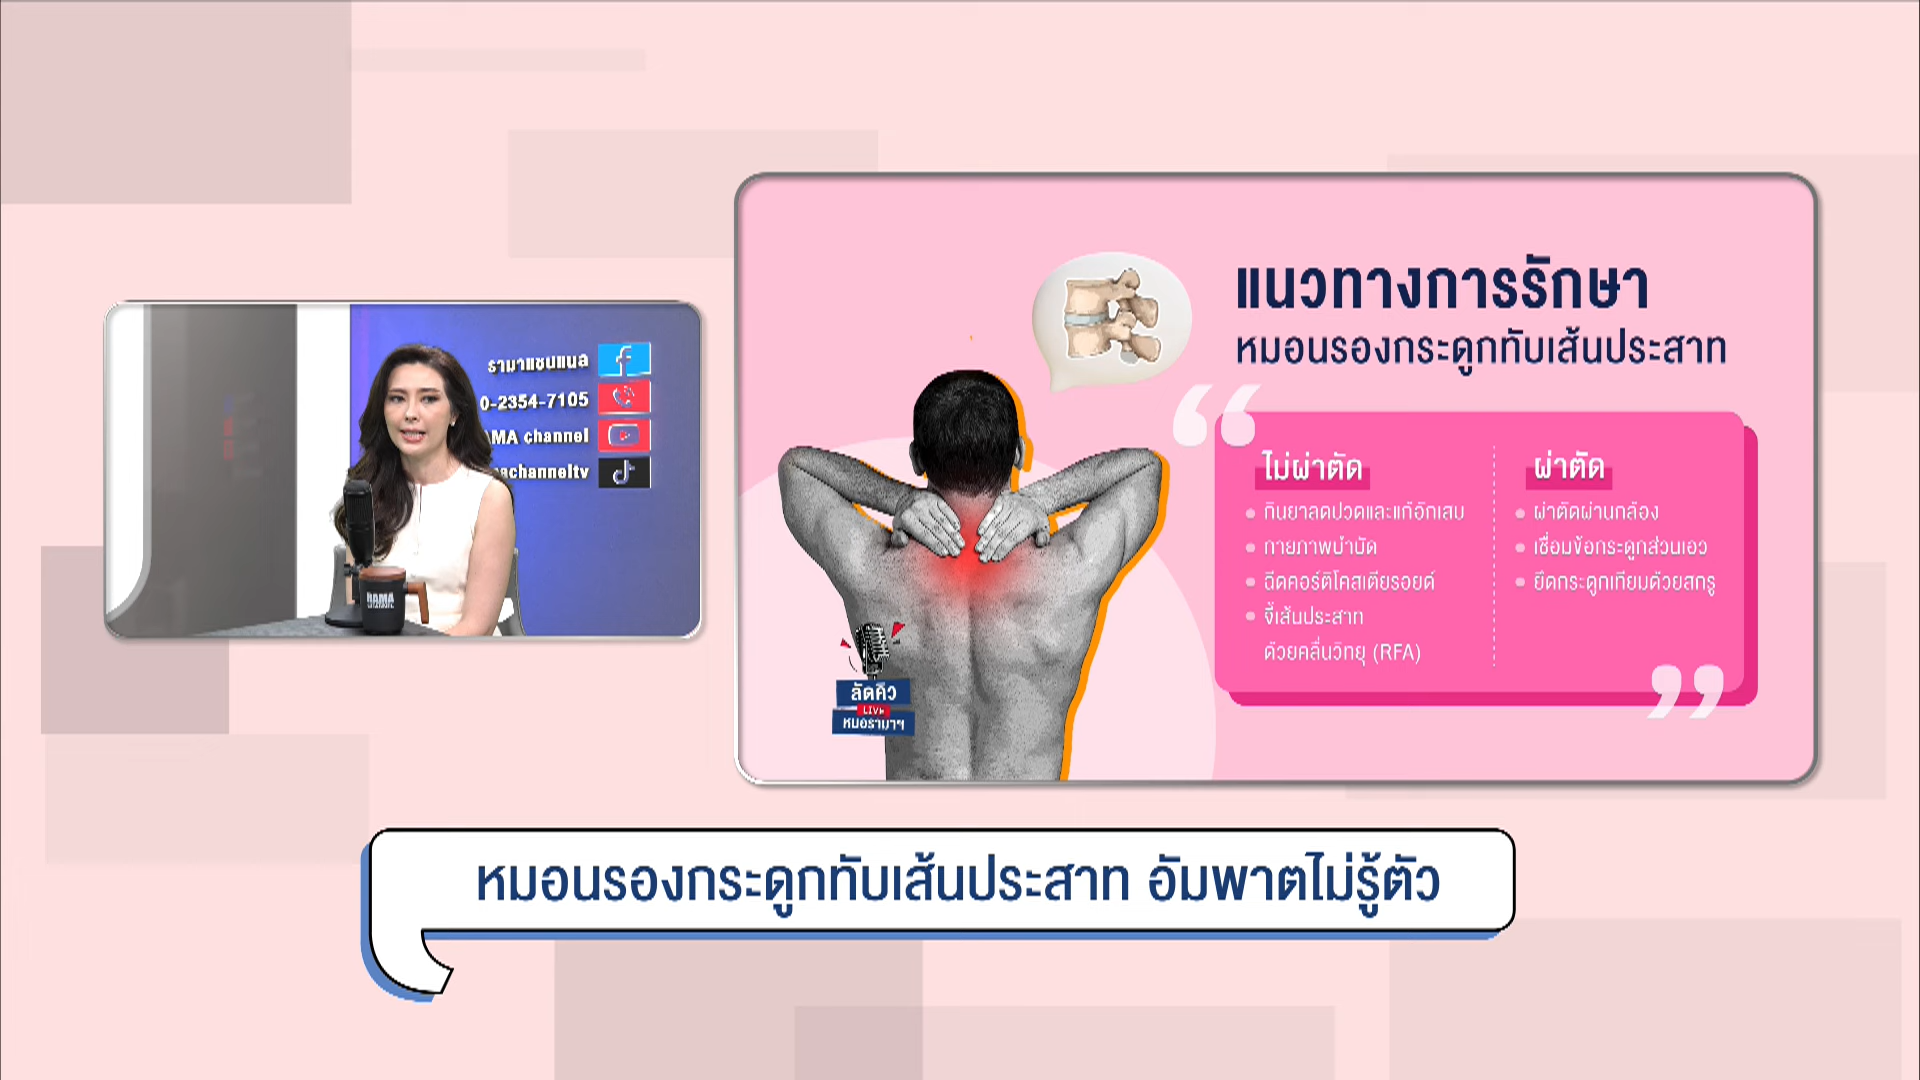 รามาแชนแนล
0-2354-7105
MA channel
achanneltv
RAMA
แนวทางการรักษา
หมอนรองกระดูกทับเส้นประสาท
ไม่ผ่าตัด
กินยาลดปวดและแก้อักเสบ
กายภาพบำบัด
ฉีดคอร์ติโคสเตียรอยด์
จี้เส้นประสาท
ด้วยคลื่นวิทยุ (RFA)
ผ่าตัด
ผ่าตัดผ่านกล้อง
เชื่อมข้อกระดูกส่วนเอว
ยึดกระดูกเทียมด้วยสกรู
ลัดคิว
LIVE
หมอรามาฯ
หมอนรองกระดูกทับเส้นประสาท อัมพาตไม่รู้ตัว